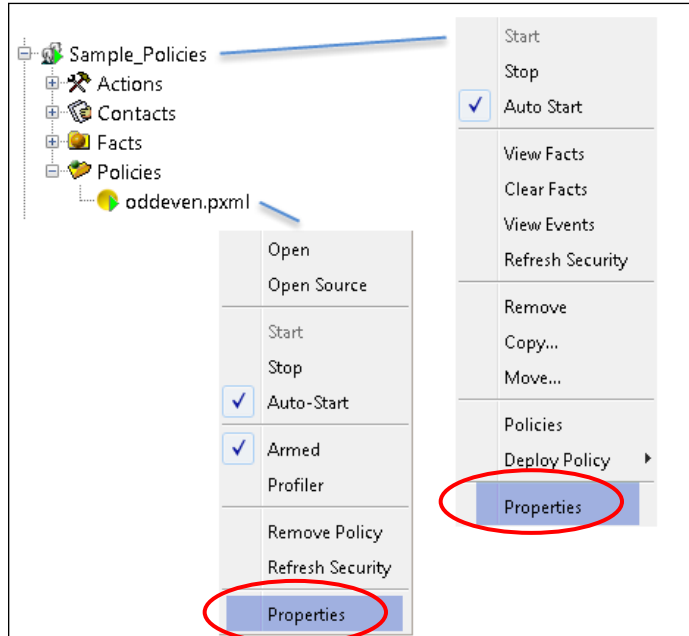 Sample_Policies
Actions
Contacts
Facts
Policies
oddeven.pxml
Open
Open Source
Start
Stop
Auto-Start
Armed
Profiler
Remove Policy
Refresh Security
Properties
Start
Stop
Auto Start
View Facts
Clear Facts
View Events
Refresh Security
Remove
Copy...
Move...
Policies
Deploy Policy
Properties